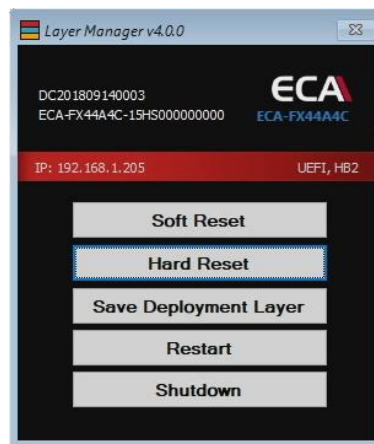 Layer Manager v4.0.0
DC201809140003
ECA-FX44A4C-15HS000000000
ECA
ECA-FX44A4C
IP: 192.168.1.205
UEFI, HB2
Soft Reset
Hard Reset
Save Deployment Layer
Restart
Shutdown